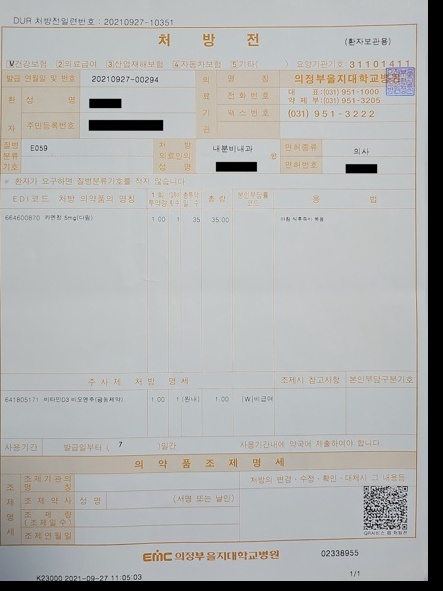 DUR 처방전일련번호 : 20210927-10351
처 방 전
(환자보관용)
건강보험 2의료급여 3산업재해보험 4자동차보험 5기타( ) 요양기관기호: 31101411
발급 연월일 및 번호 20210927-00294
의료기관 명 칭 의정부을지대학교병원
환자 성 명
전화번호 대 표:(031) 951-1000
약 제 부:(031) 951-3205
주민등록번호
팩스번호 (031) 951-3222
질병분류기호 E059
처 방 의료인의 성 명 내분비내과
면허종류 의사
면허번호
※ 환자가 요구하면 질병분류기호를 적지 않습니다
EDI코드 처방 의약품의 명칭 1회투약량 1일투여횟수 총투약일수 총 량 본인부담률코드 용 법
664600870 카멘정 5mg(다림) 1.00 1 35 35.00 아침 식후즉시 복용
주 사 제 처 방 명 세 조제시 참고사항 본인부담구분기호
641805171 비타민D3 비오엔주(광동제약) 1.00 1 (원내) 1.00 [W]비급여
사용기간 발급일부터 ( 7 )일간 사용기간내에 약국에 제출하여야 합니다.
의 약 품 조 제 명 세
조제내역 조제기관의 명칭 처방의 변경·수정·확인·대체시 그 내용등
조제약사 성 명 (서명 또는 날인)
조 제 량 (조제일수)
조제연월일
EMC 의정부을지대학교병원
02338955
K23000 2021-09-27 11:05:03
1/1